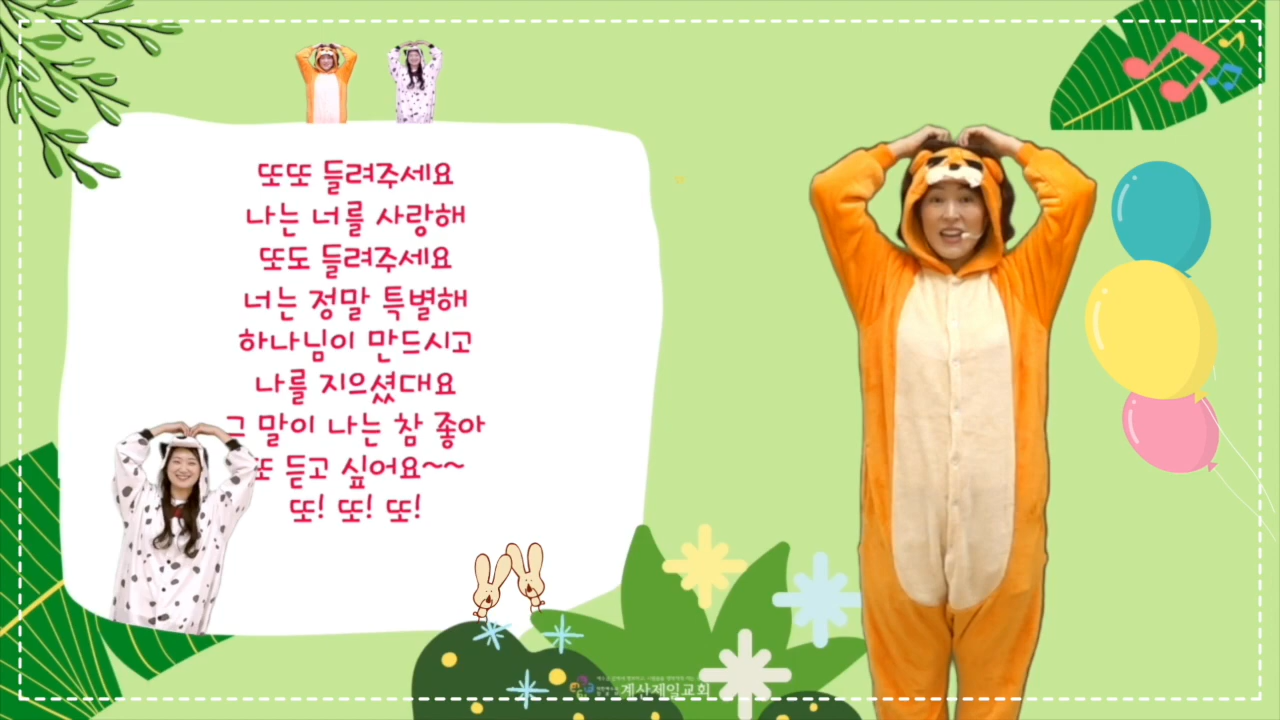 또또 들려주세요
나는 너를 사랑해
또도 들려주세요
너는 정말 특별해
하나님이 만드시고
나를 지으셨대요
그 말이 나는 참 좋아
또 듣고 싶어요~~
또! 또! 또!
계산제일교회